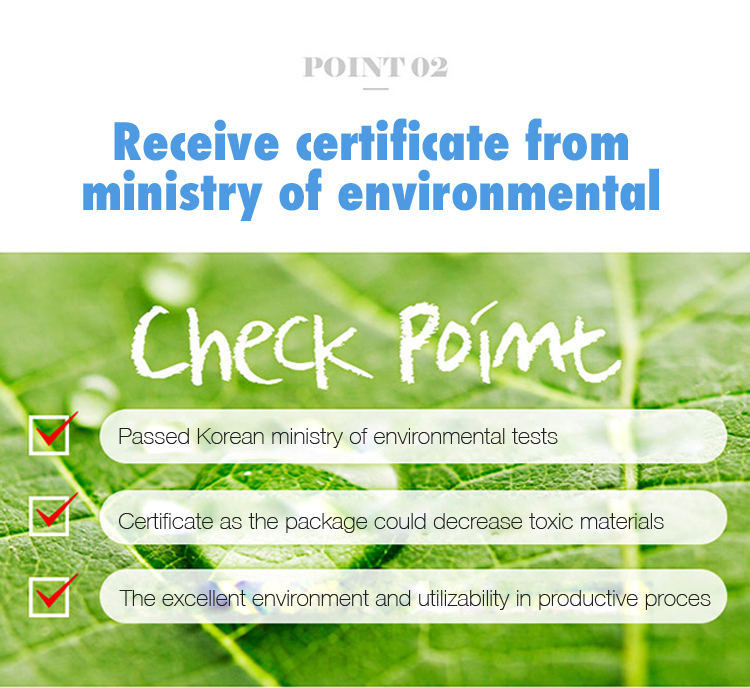 POINT 02
Receive certificate from
ministry of environmental
Check Point
Passed Korean ministry of environmental tests
Certificate as the package could decrease toxic materials
The excellent environment and utilizability in productive proces